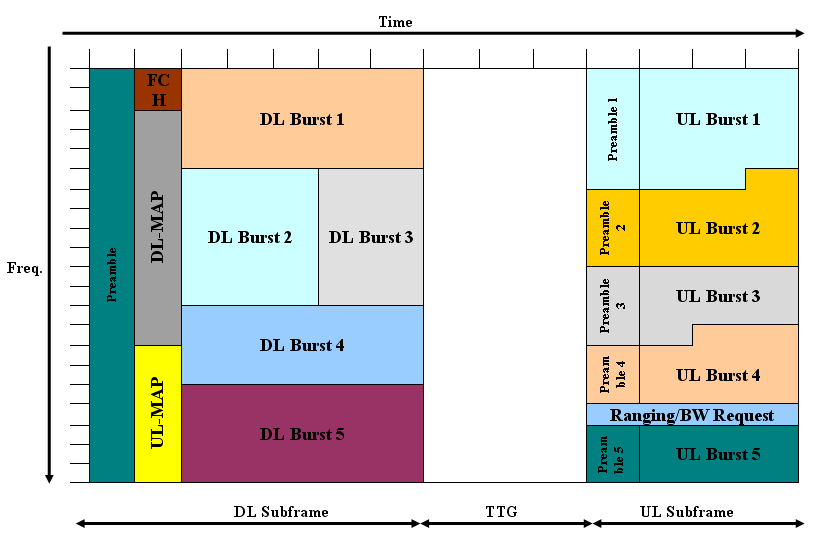 Time
Freq.
Preamble
FC
H
DL-MAP
UL-MAP
DL Burst 1
DL Burst 2
DL Burst 3
DL Burst 4
DL Burst 5
Preamble 1
UL Burst 1
Preamble
2
UL Burst 2
Preamble
3
UL Burst 3
Pream
ble 4
UL Burst 4
Ranging/BW Request
Pream
ble 5
UL Burst 5
DL Subframe
TTG
UL Subframe